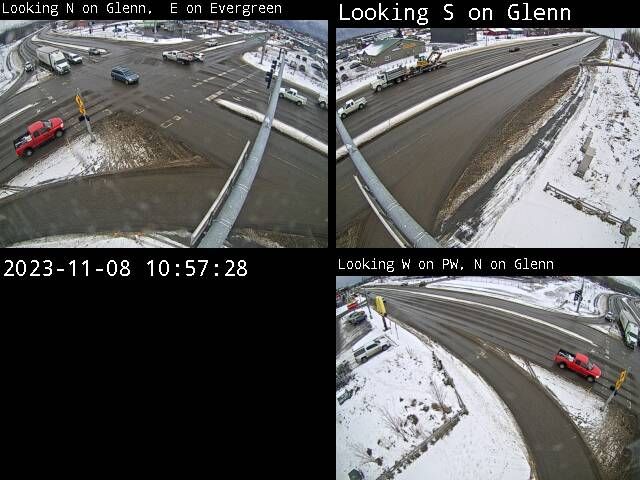 Looking N on Glenn,  E on Evergreen
Looking S on Glenn
2023-11-08 10:57:28
Looking W on PW, N on Glenn